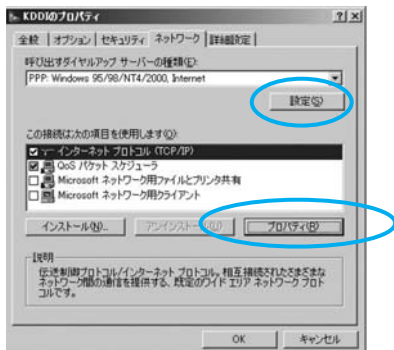 KDDIのプロパティ
全般 オプション セキュリティ ネットワーク 詳細設定
呼び出すダイヤルアップ サーバーの種類(E):
PPP: Windows 95/98/NT4/2000, Internet
設定(S)
この接続は次の項目を使用します(O):
インターネット プロトコル (TCP/IP)
QoS パケット スケジューラ
Microsoft ネットワーク用ファイルとプリンタ共有
Microsoft ネットワーク用クライアント
インストール(N)... アンインストール(U) プロパティ(R)
説明
伝送制御プロトコル/インターネット プロトコル。相互接続されたさまざまな
ネットワーク間の通信を提供する、既定のワイド エリア ネットワーク プロト
コルです。
OK キャンセル